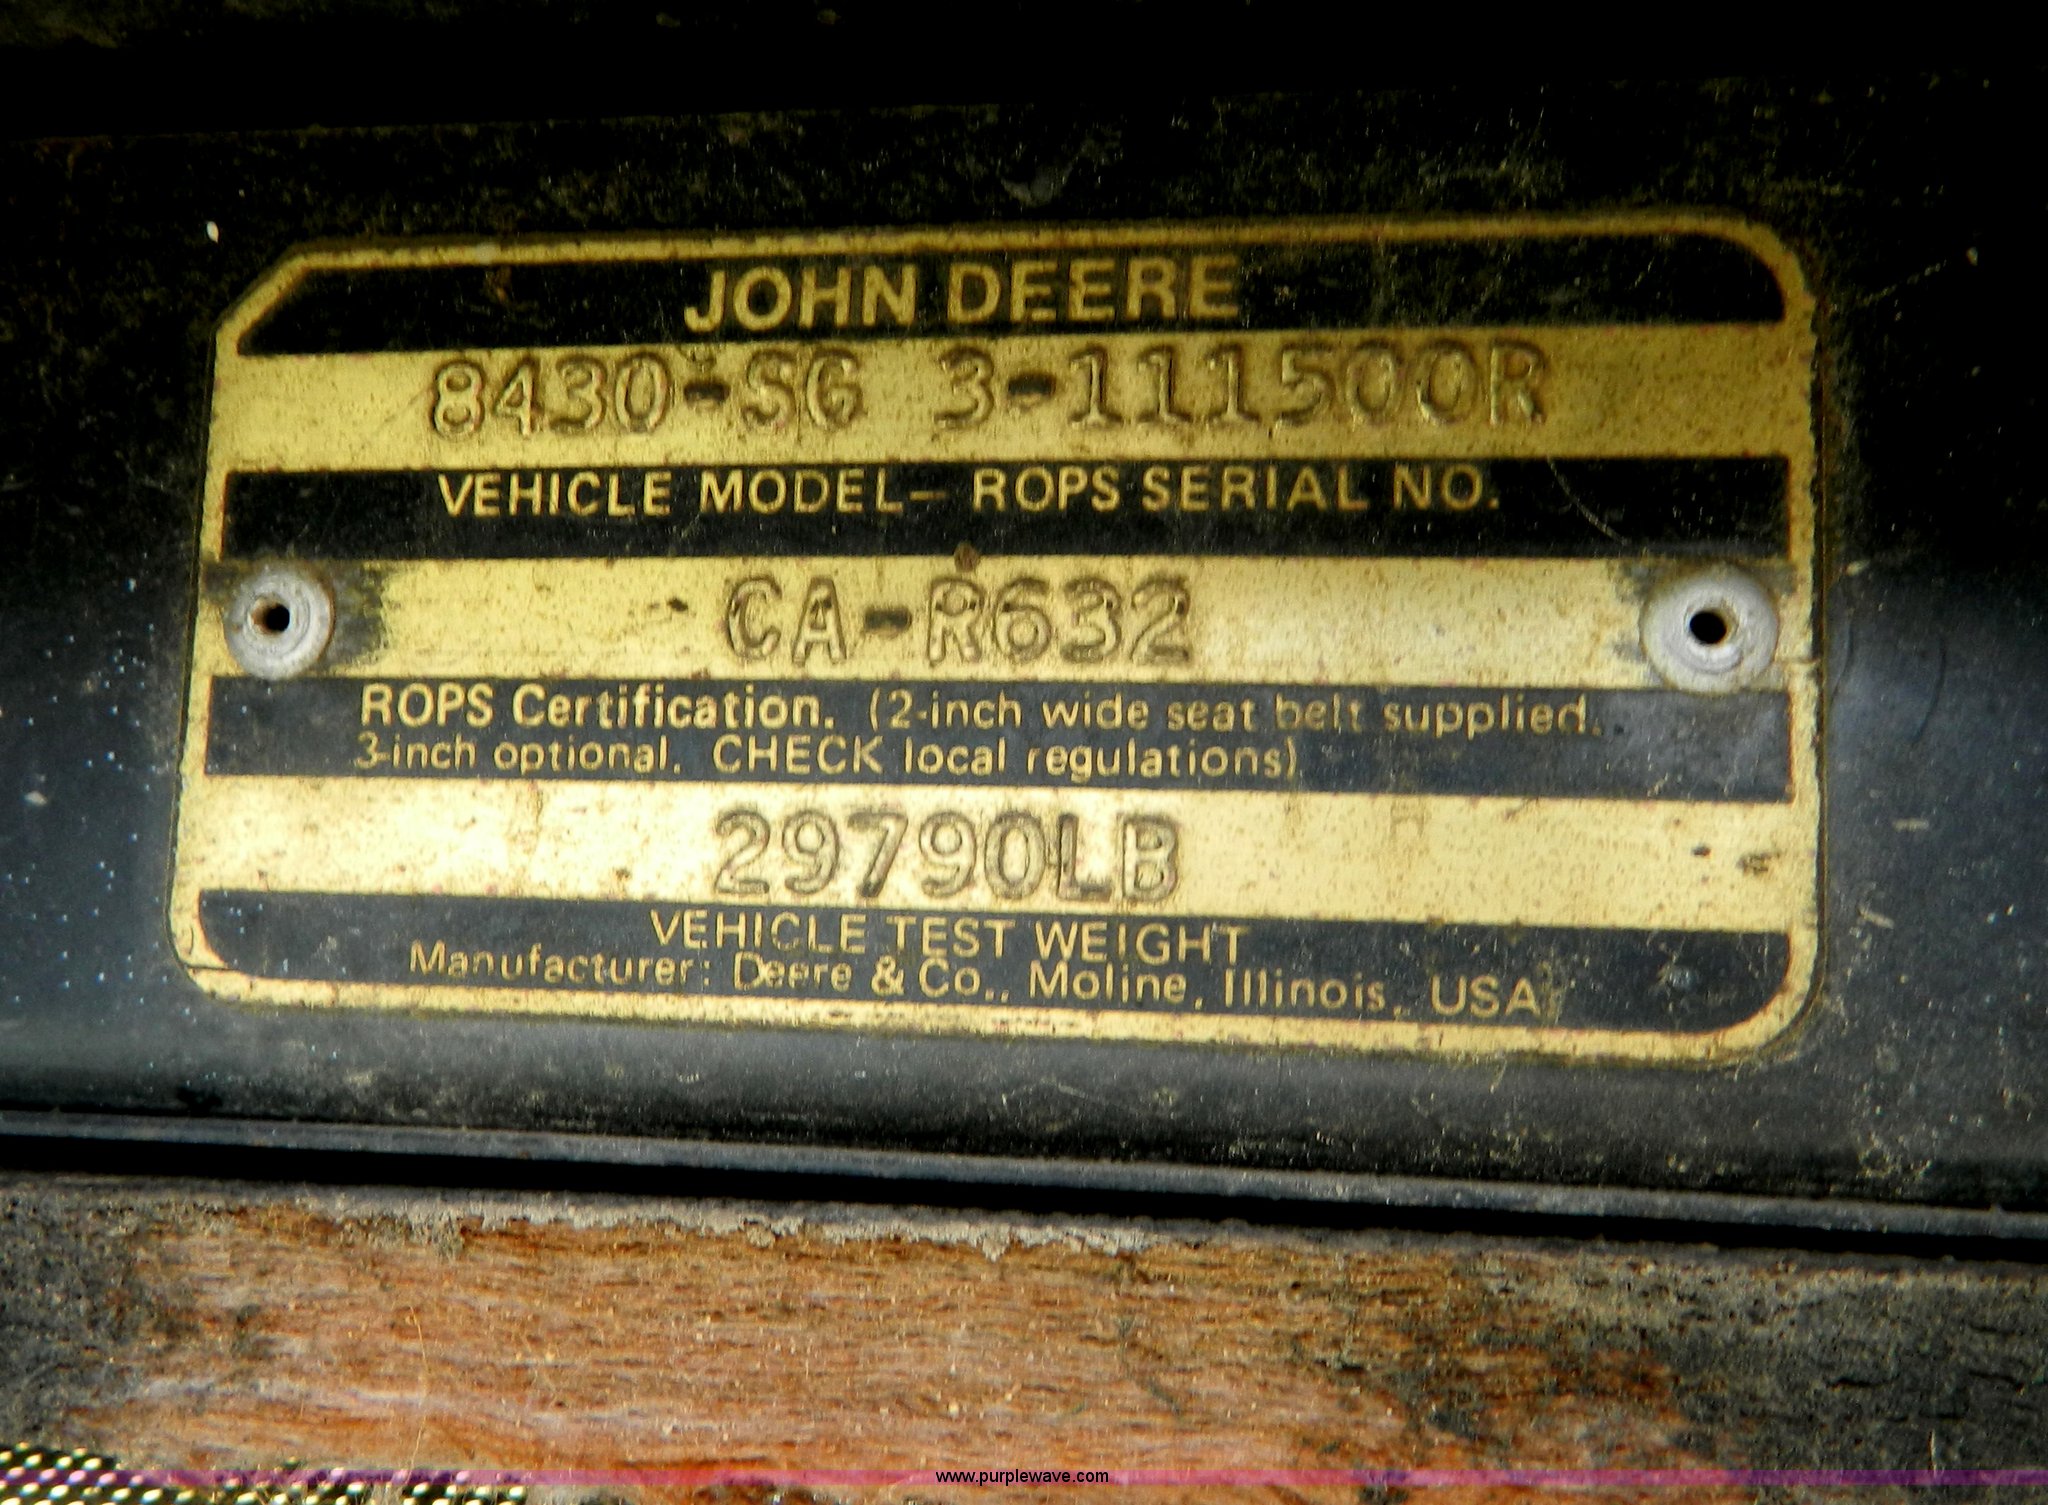 JOHN DEERE
8430-SG 3-111500R
VEHICLE MODEL- ROPS SERIAL NO.
CA-R632
ROPS Certification. (2-inch wide seat belt supplied.
3-inch optional. CHECK local regulations)
29790LB
VEHICLE TEST WEIGHT
Manufacturer: Deere & Co., Moline, Illinois, USA
www.purplewave.com